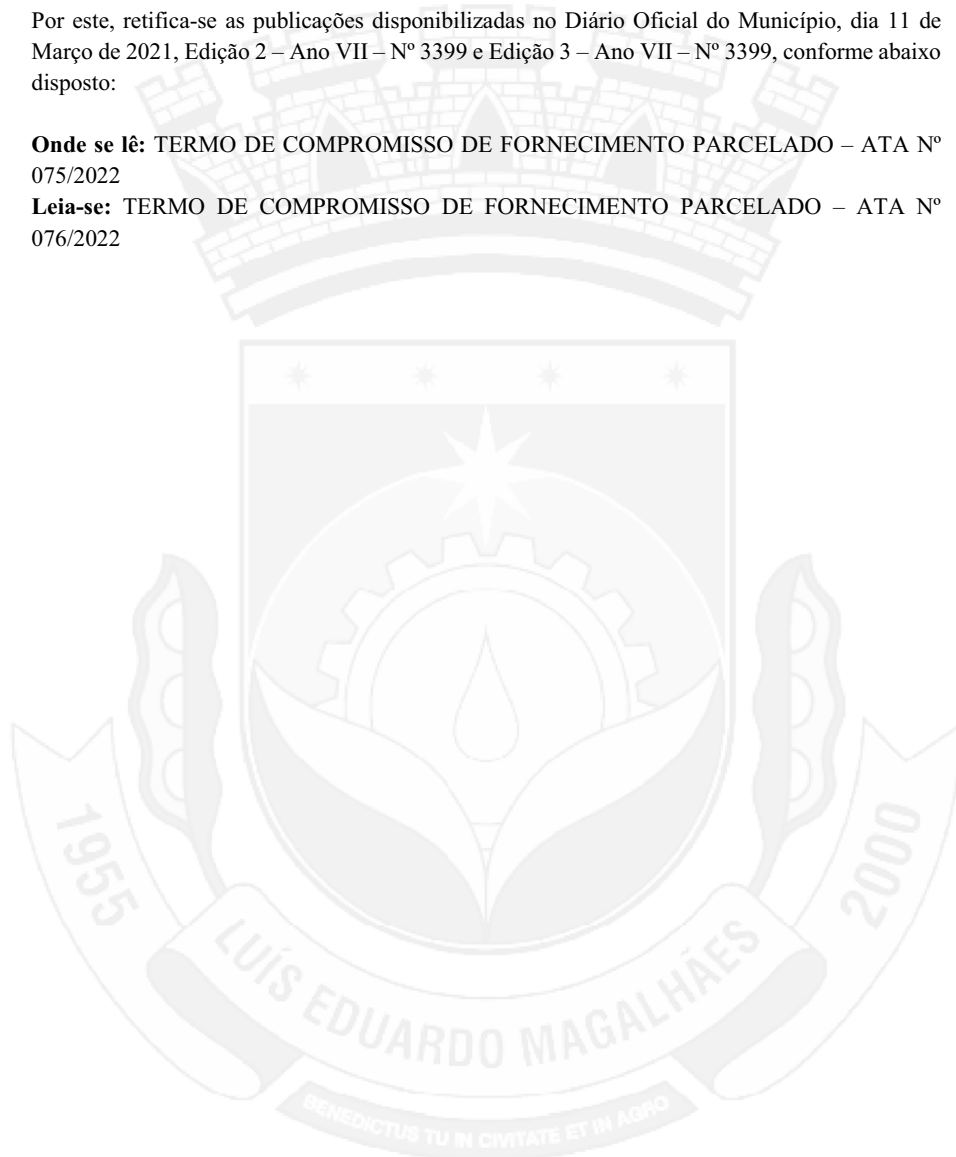 Por este, retifica-se as publicações disponibilizadas no Diário Oficial do Município, dia 11 de
Março de 2021, Edição 2 – Ano VII – Nº 3399 e Edição 3 – Ano VII – Nº 3399, conforme abaixo
disposto:
Onde se lê: TERMO DE COMPROMISSO DE FORNECIMENTO PARCELADO – ATA Nº
075/2022
Leia-se: TERMO DE COMPROMISSO DE FORNECIMENTO PARCELADO – ATA Nº
076/2022
1955
LUÍS EDUARDO MAGALHÃES
2000
BENEDICTUS TU IN CIVITATE ET IN AGRO